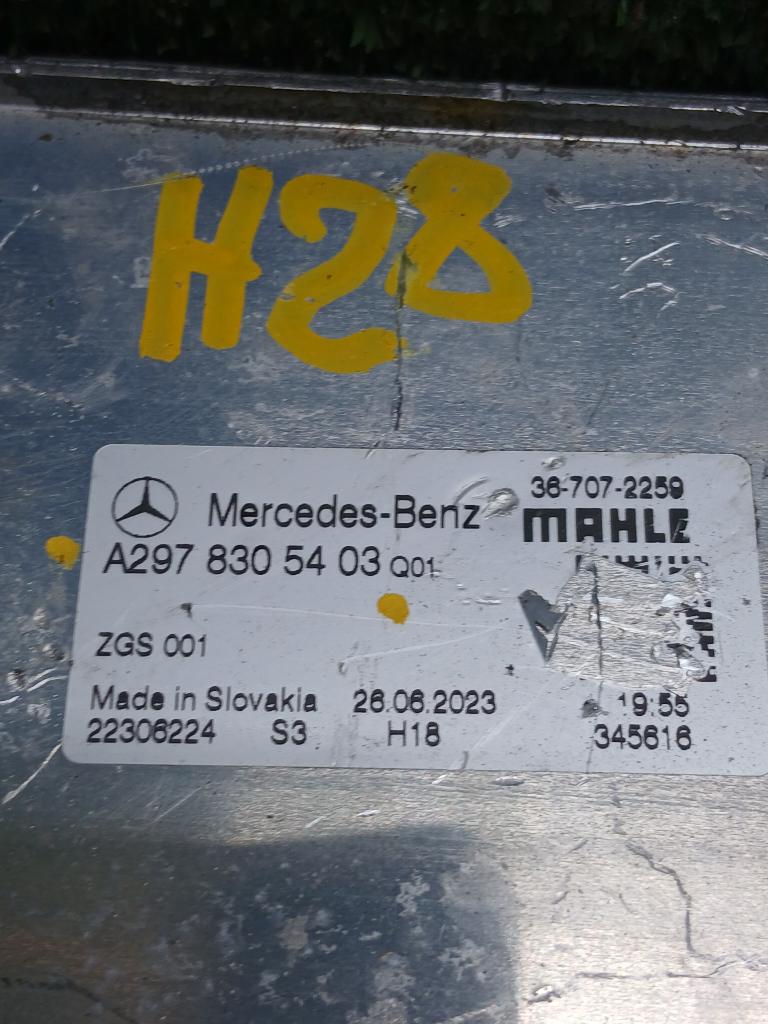 H28
36-707-2259
Mercedes-Benz MAHLE
A297 830 54 03 Q01
ZGS 001
Made in Slovakia 26.06.2023 19:55
22306224 S3 H18 345616